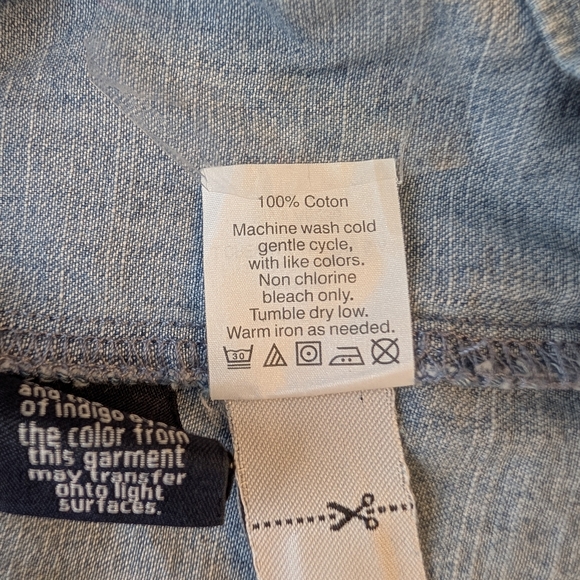 100% Coton
Machine wash cold
gentle cycle,
with like colors.
Non chlorine
bleach only.
Tumble dry low.
Warm iron as needed.
30
of indigo
the color from
this garment
may transfer
onto light
surfaces.